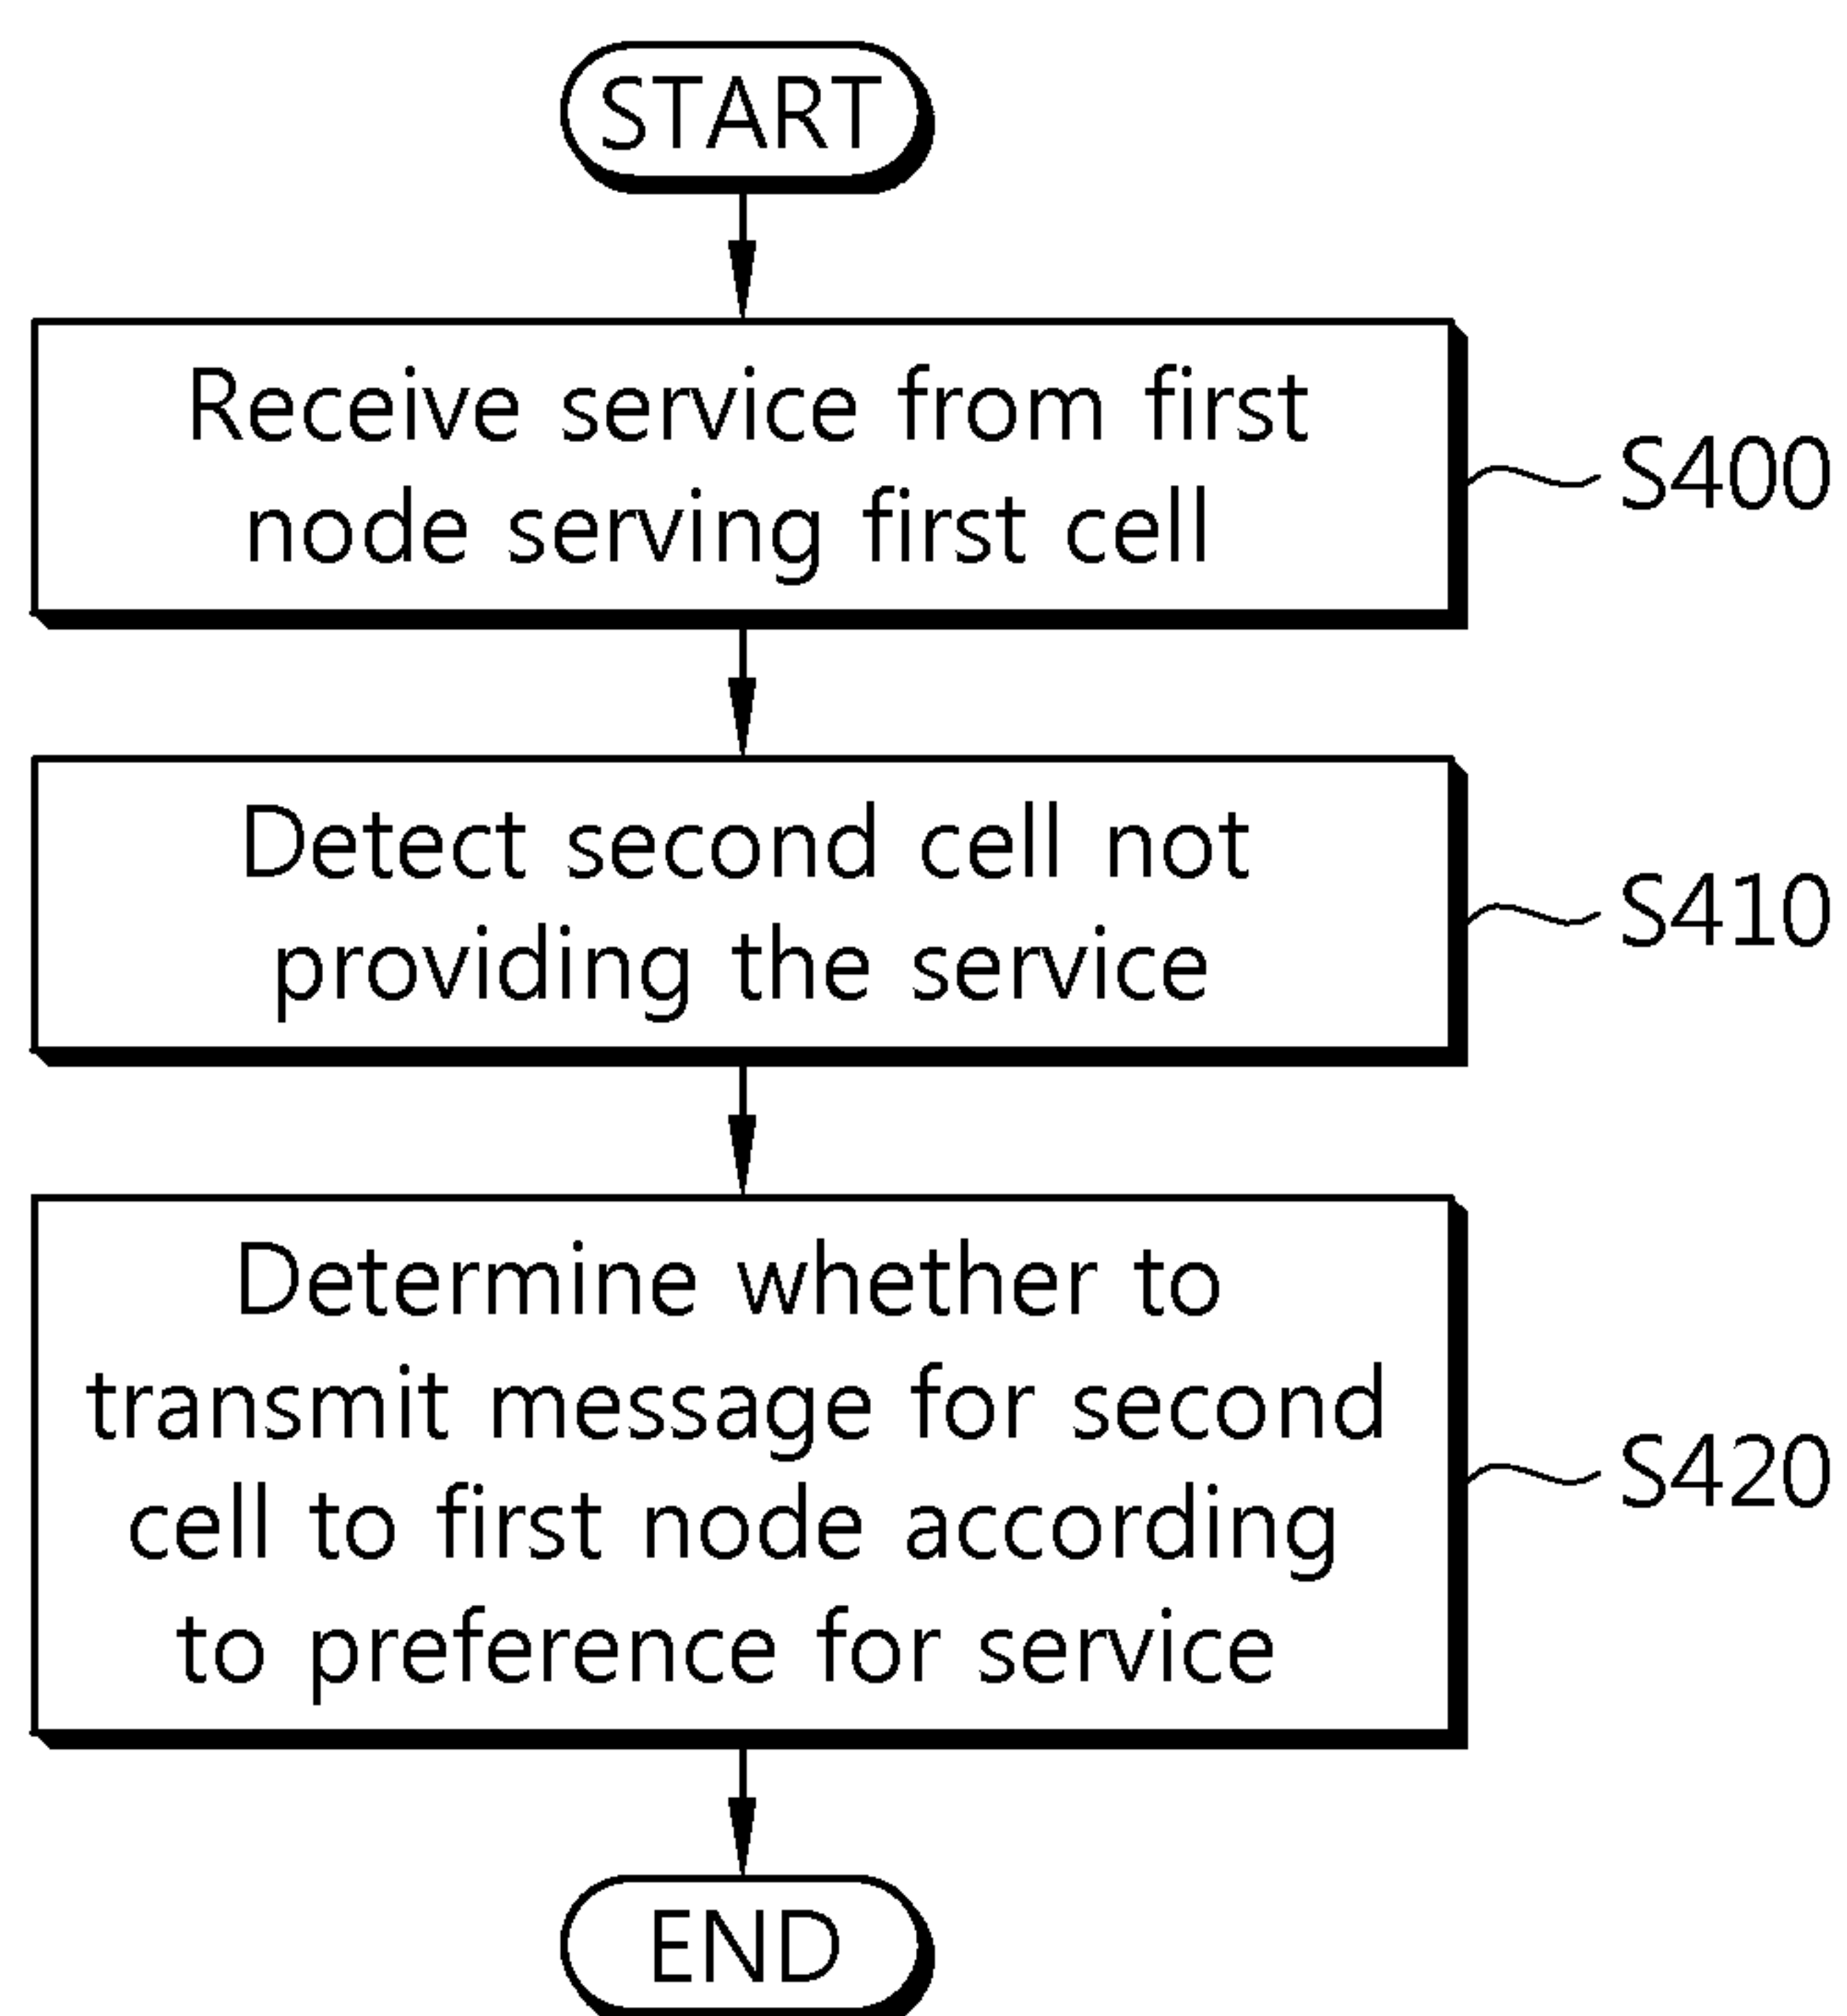 START
Receive service from first
node serving first cell
S400
Detect second cell not
providing the service
S410
Determine whether to
transmit message for second
cell to first node according
to preference for service
S420
END